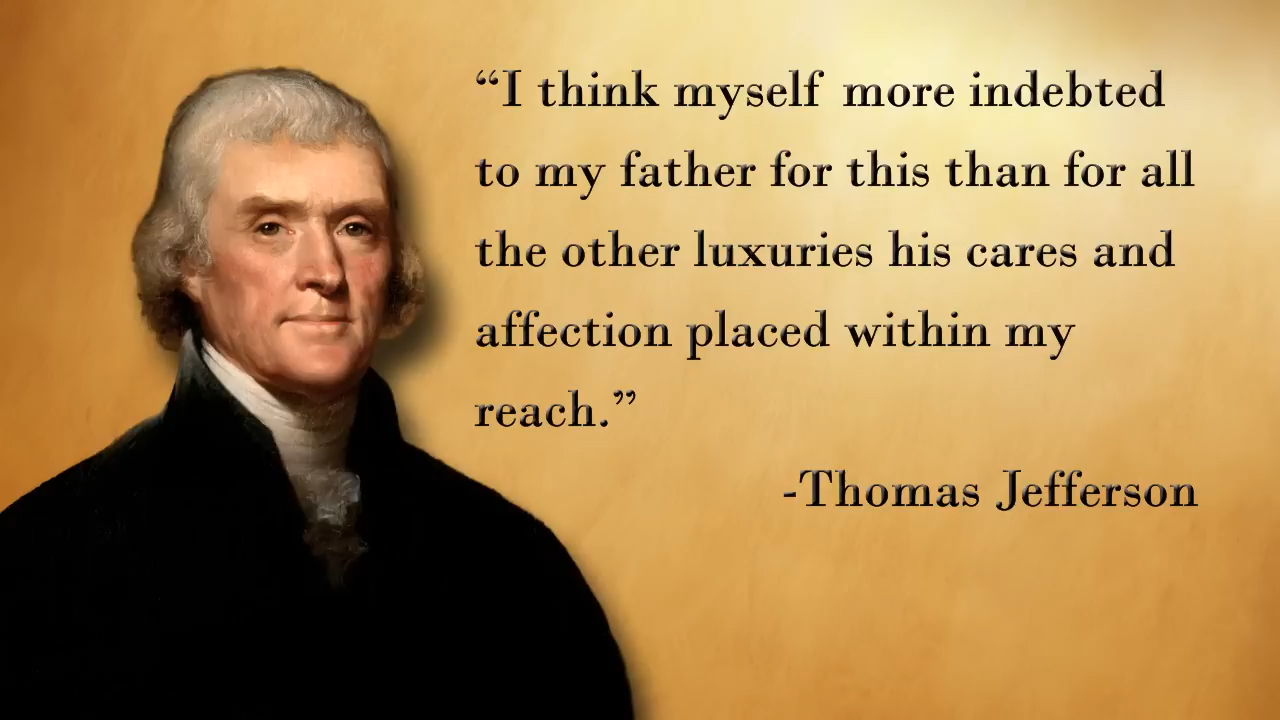 “I think myself more indebted
to my father for this than for all
the other luxuries his cares and
affection placed within my
reach.”
-Thomas Jefferson